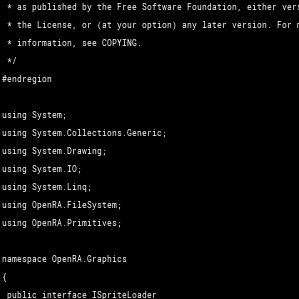 * as published by the Free Software Foundation, either
* the License, or (at your option) any later version. For
* information, see COPYING.
*/
#endregion
using System;
using System.Collections.Generic;
using System.Drawing;
using System.IO;
using System.Linq;
using OpenRA.FileSystem;
using OpenRA.Primitives;
namespace OpenRA.Graphics
{
public interface ISpriteLoader